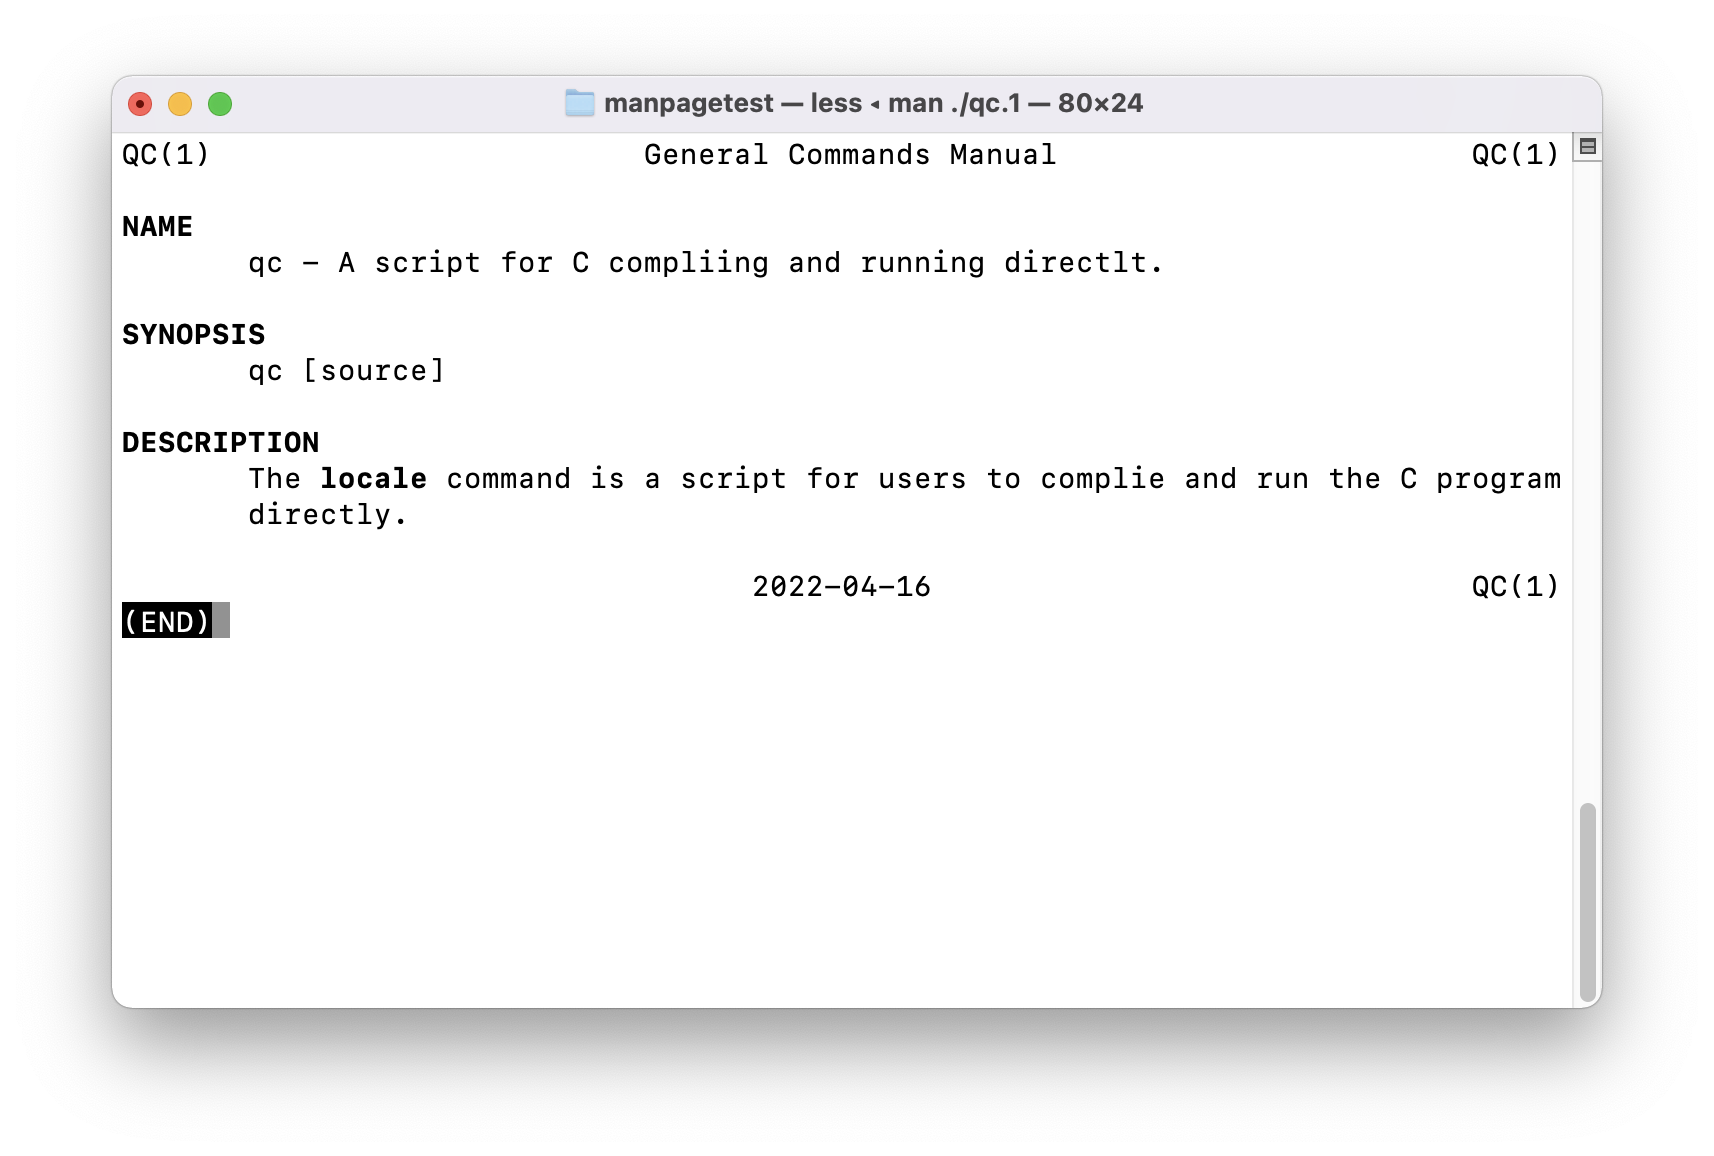 manpagetest — less ◂ man ./qc.1 — 80×24
QC(1) General Commands Manual QC(1)
NAME
qc – A script for C compliing and running directlt.
SYNOPSIS
qc [source]
DESCRIPTION
The locale command is a script for users to complie and run the C program
directly.
2022-04-16 QC(1)
(END)